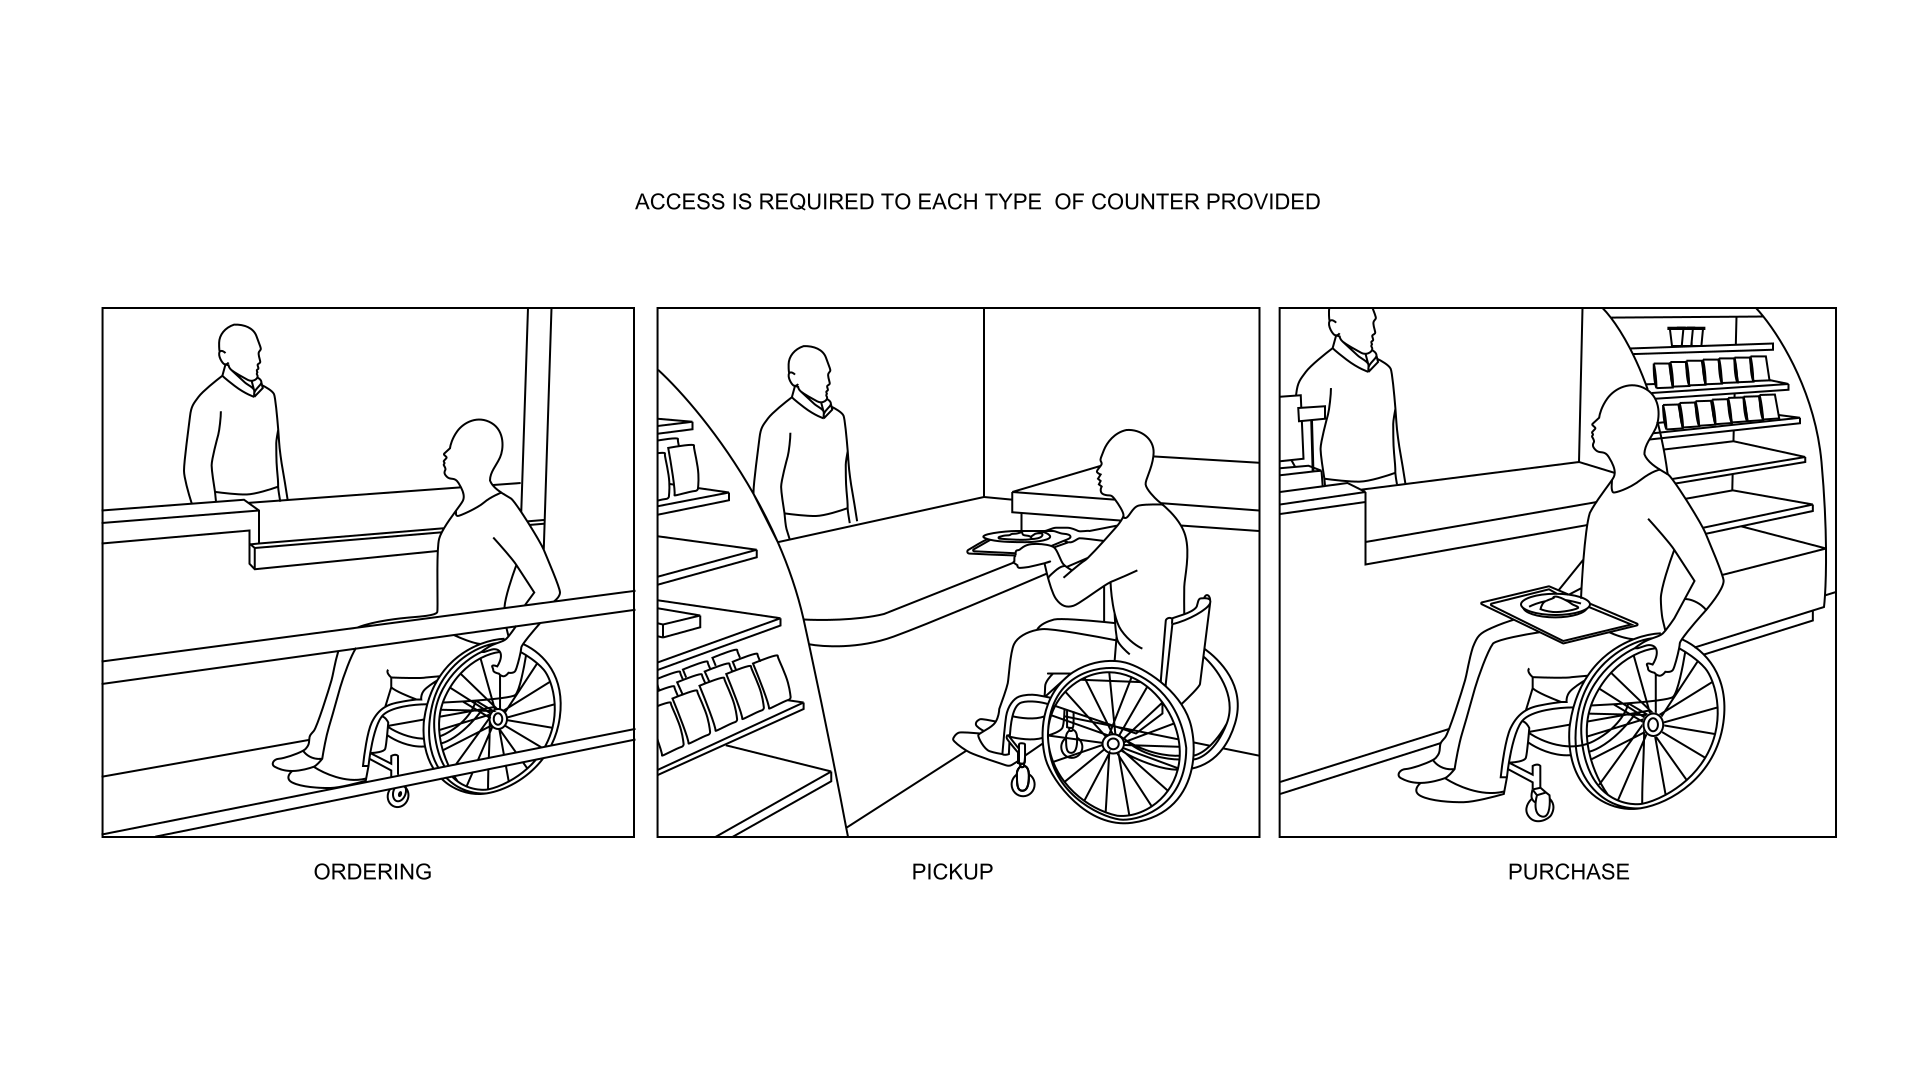 ACCESS IS REQUIRED TO EACH TYPE  OF COUNTER PROVIDED
ORDERING
PICKUP
PURCHASE